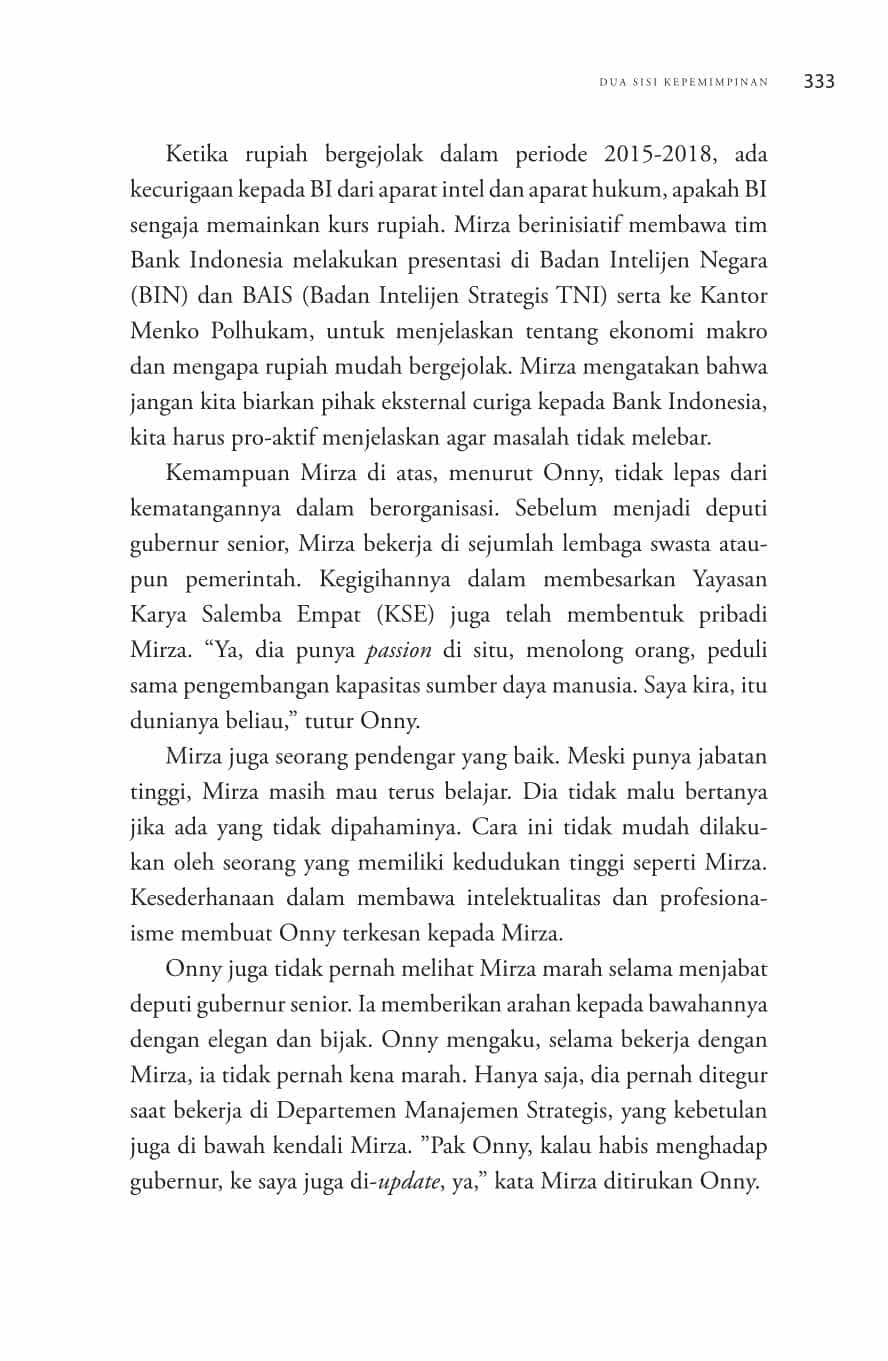 DUA SISI KEPEMIMPINAN 333
Ketika rupiah bergejolak dalam periode 2015-2018, ada
kecurigaan kepada BI dari aparat intel dan aparat hukum, apakah BI
sengaja memainkan kurs rupiah. Mirza berinisiatif membawa tim
Bank Indonesia melakukan presentasi di Badan Intelijen Negara
(BIN) dan BAIS (Badan Intelijen Strategis TNI) serta ke Kantor
Menko Polhukam, untuk menjelaskan tentang ekonomi makro
dan mengapa rupiah mudah bergejolak. Mirza mengatakan bahwa
jangan kita biarkan pihak eksternal curiga kepada Bank Indonesia,
kita harus pro-aktif menjelaskan agar masalah tidak melebar.
Kemampuan Mirza di atas, menurut Onny, tidak lepas dari
kematangannya dalam berorganisasi. Sebelum menjadi deputi
gubernur senior, Mirza bekerja di sejumlah lembaga swasta atau-
pun pemerintah. Kegigihannya dalam membesarkan Yayasan
Karya Salemba Empat (KSE) juga telah membentuk pribadi
Mirza. “Ya, dia punya passion di situ, menolong orang, peduli
sama pengembangan kapasitas sumber daya manusia. Saya kira, itu
dunianya beliau,” tutur Onny.
Mirza juga seorang pendengar yang baik. Meski punya jabatan
tinggi, Mirza masih mau terus belajar. Dia tidak malu bertanya
jika ada yang tidak dipahaminya. Cara ini tidak mudah dilaku-
kan oleh seorang yang memiliki kedudukan tinggi seperti Mirza.
Kesederhanaan dalam membawa intelektualitas dan profesiona-
isme membuat Onny terkesan kepada Mirza.
Onny juga tidak pernah melihat Mirza marah selama menjabat
deputi gubernur senior. Ia memberikan arahan kepada bawahannya
dengan elegan dan bijak. Onny mengaku, selama bekerja dengan
Mirza, ia tidak pernah kena marah. Hanya saja, dia pernah ditegur
saat bekerja di Departemen Manajemen Strategis, yang kebetulan
juga di bawah kendali Mirza. ”Pak Onny, kalau habis menghadap
gubernur, ke saya juga di-update, ya,” kata Mirza ditirukan Onny.